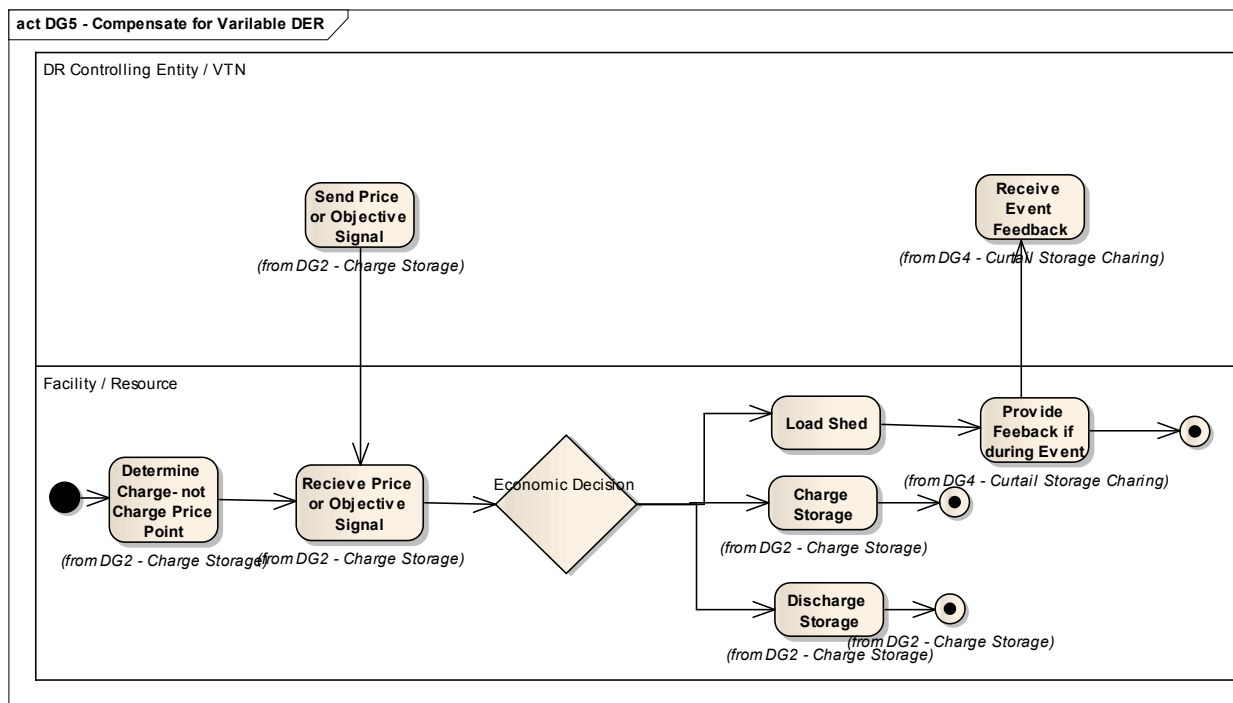 act DG5 - Compensate for Varilable DER
DR Controlling Entity / VTN
Send Price
or Objective
Signal
(from DG2 - Charge Storage)
Receive
Event
Feedback
(from DG4 - Curtail Storage Charing)
Facility / Resource
Determine
Charge- not
Charge Price
Point
(from DG2 - Charge Storage)
Recieve Price
or Objective
Signal
(from DG2 - Charge Storage)
Economic Decision
Load Shed
Provide
Feeback if
during Event
(from DG4 - Curtail Storage Charing)
Charge
Storage
(from DG2 - Charge Storage)
Discharge
Storage
(from DG2 - Charge Storage)
(from DG2 - Charge Storage)